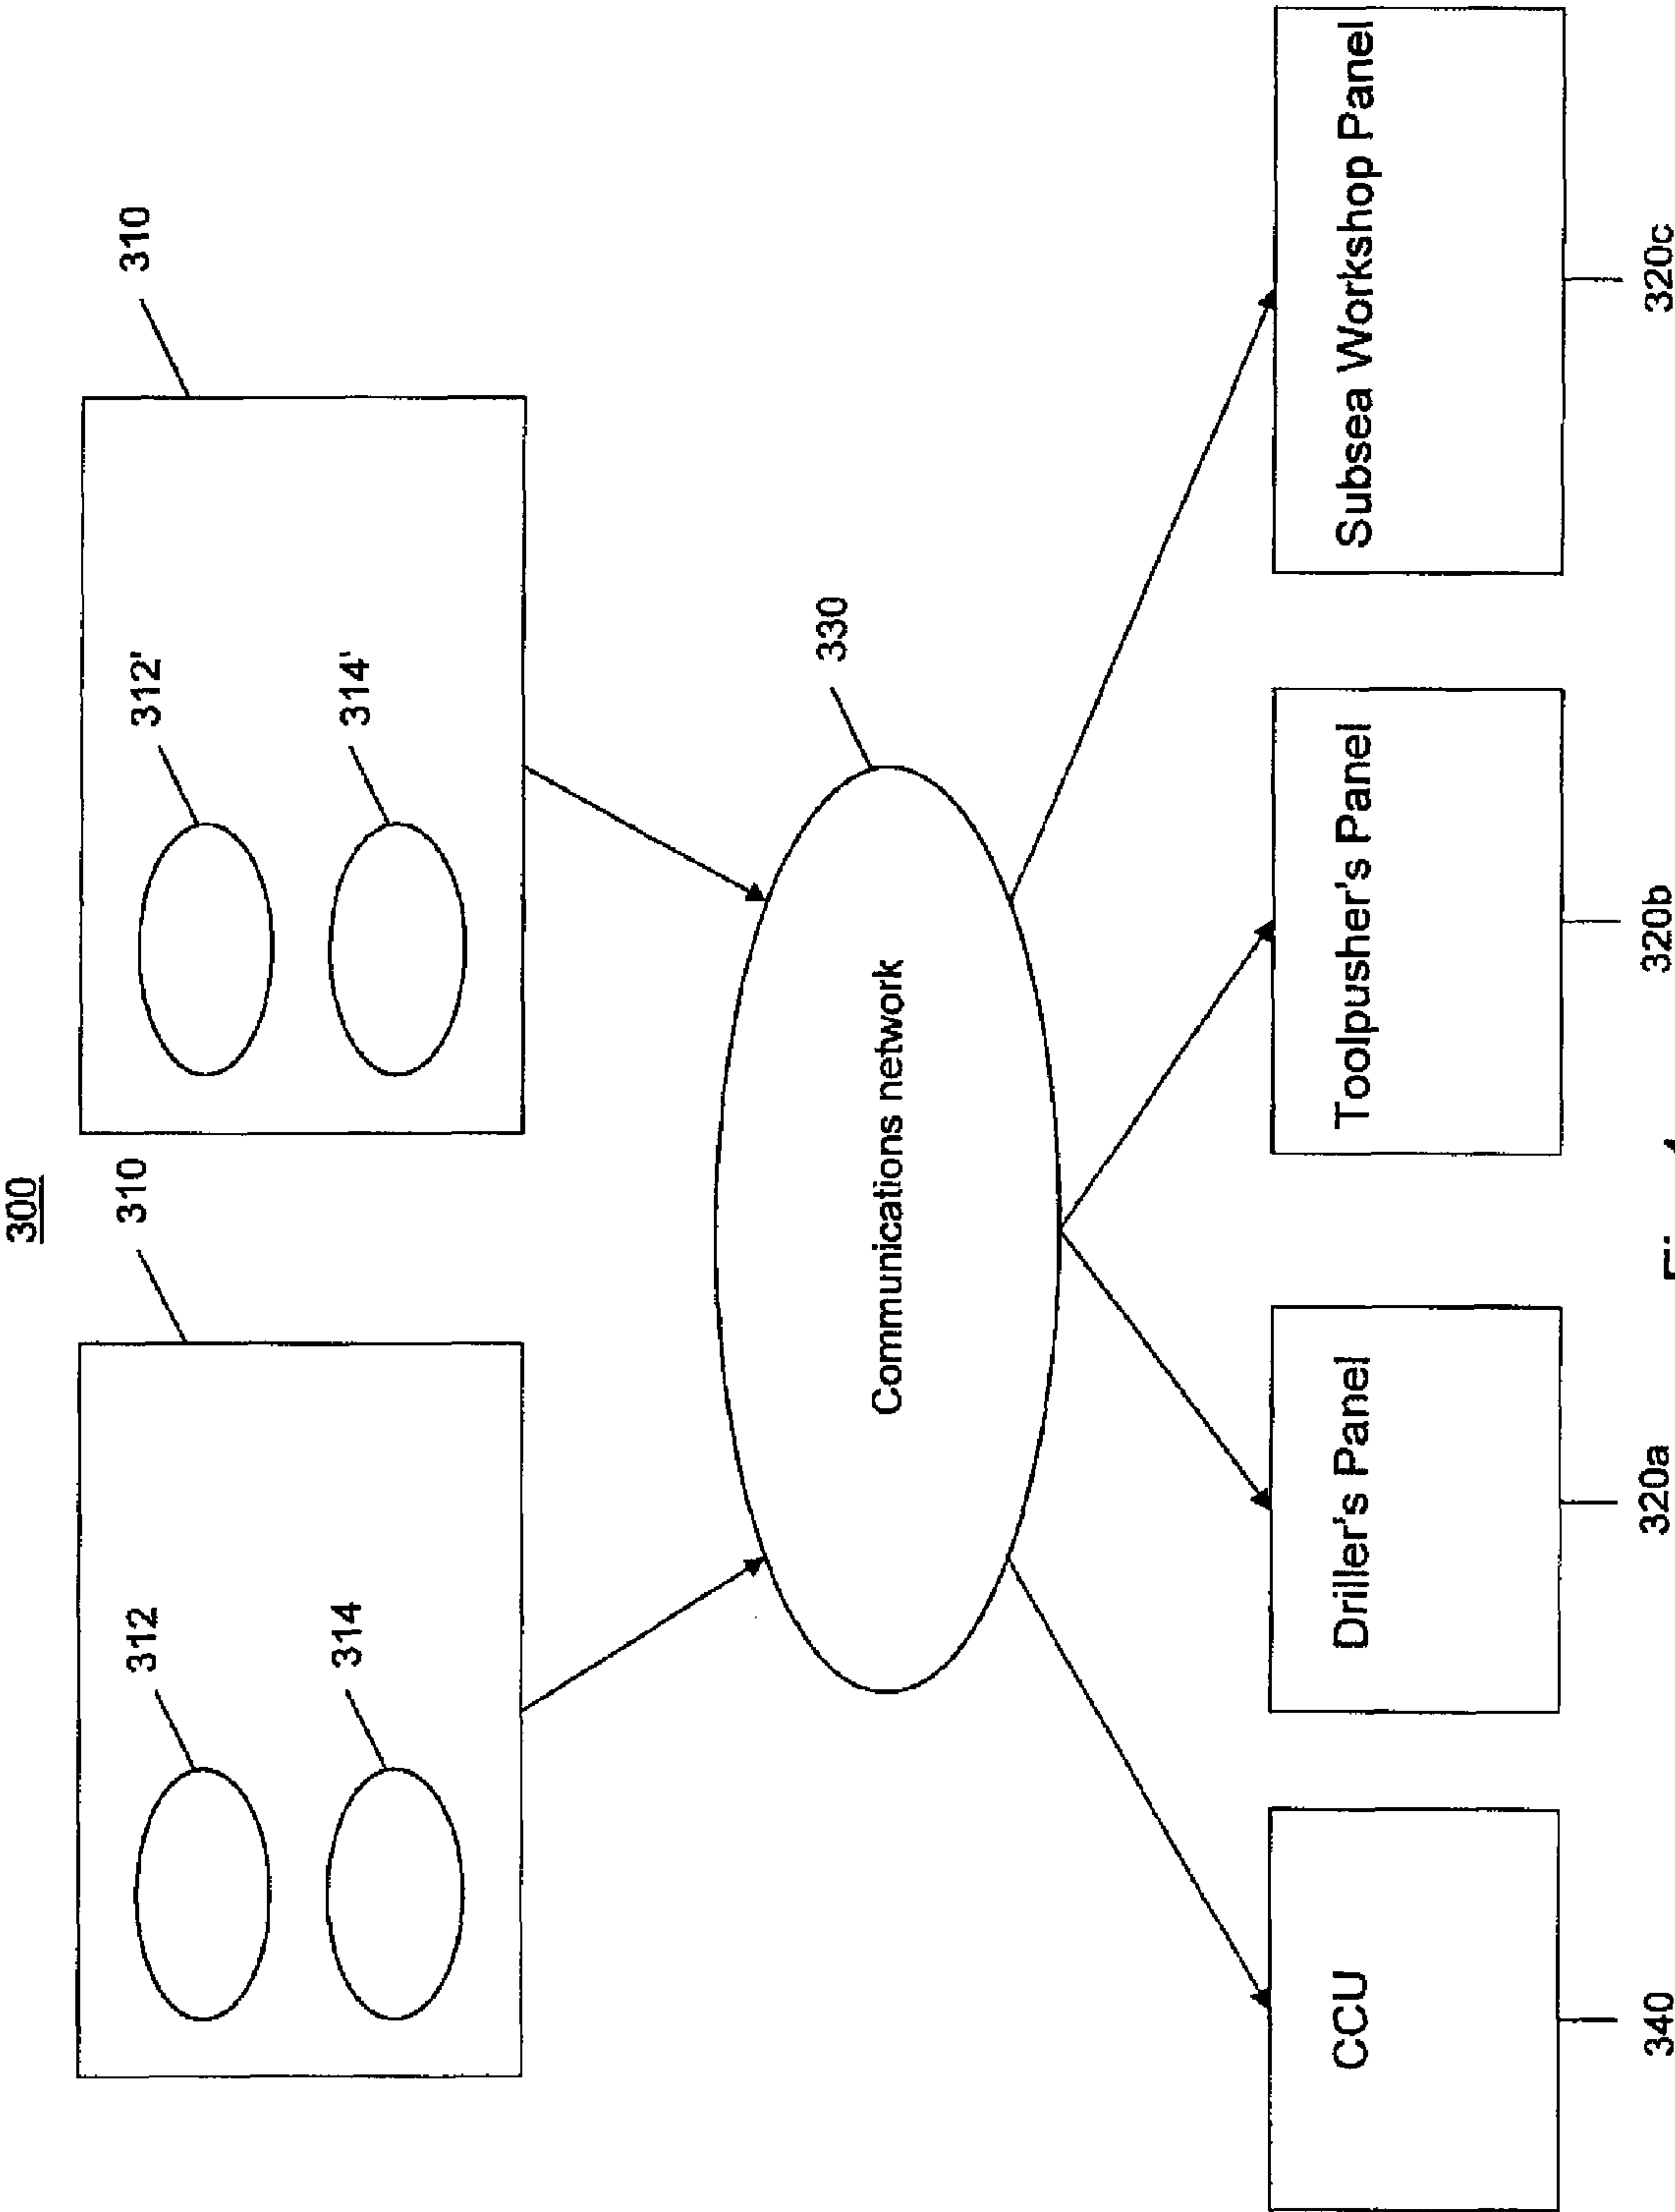 300
310
310
312
312'
314
314'
330
Communications network
CCU
Driller's Panel
Toolpusher's Panel
Subsea Workshop Panel
340
320a
320b
320c